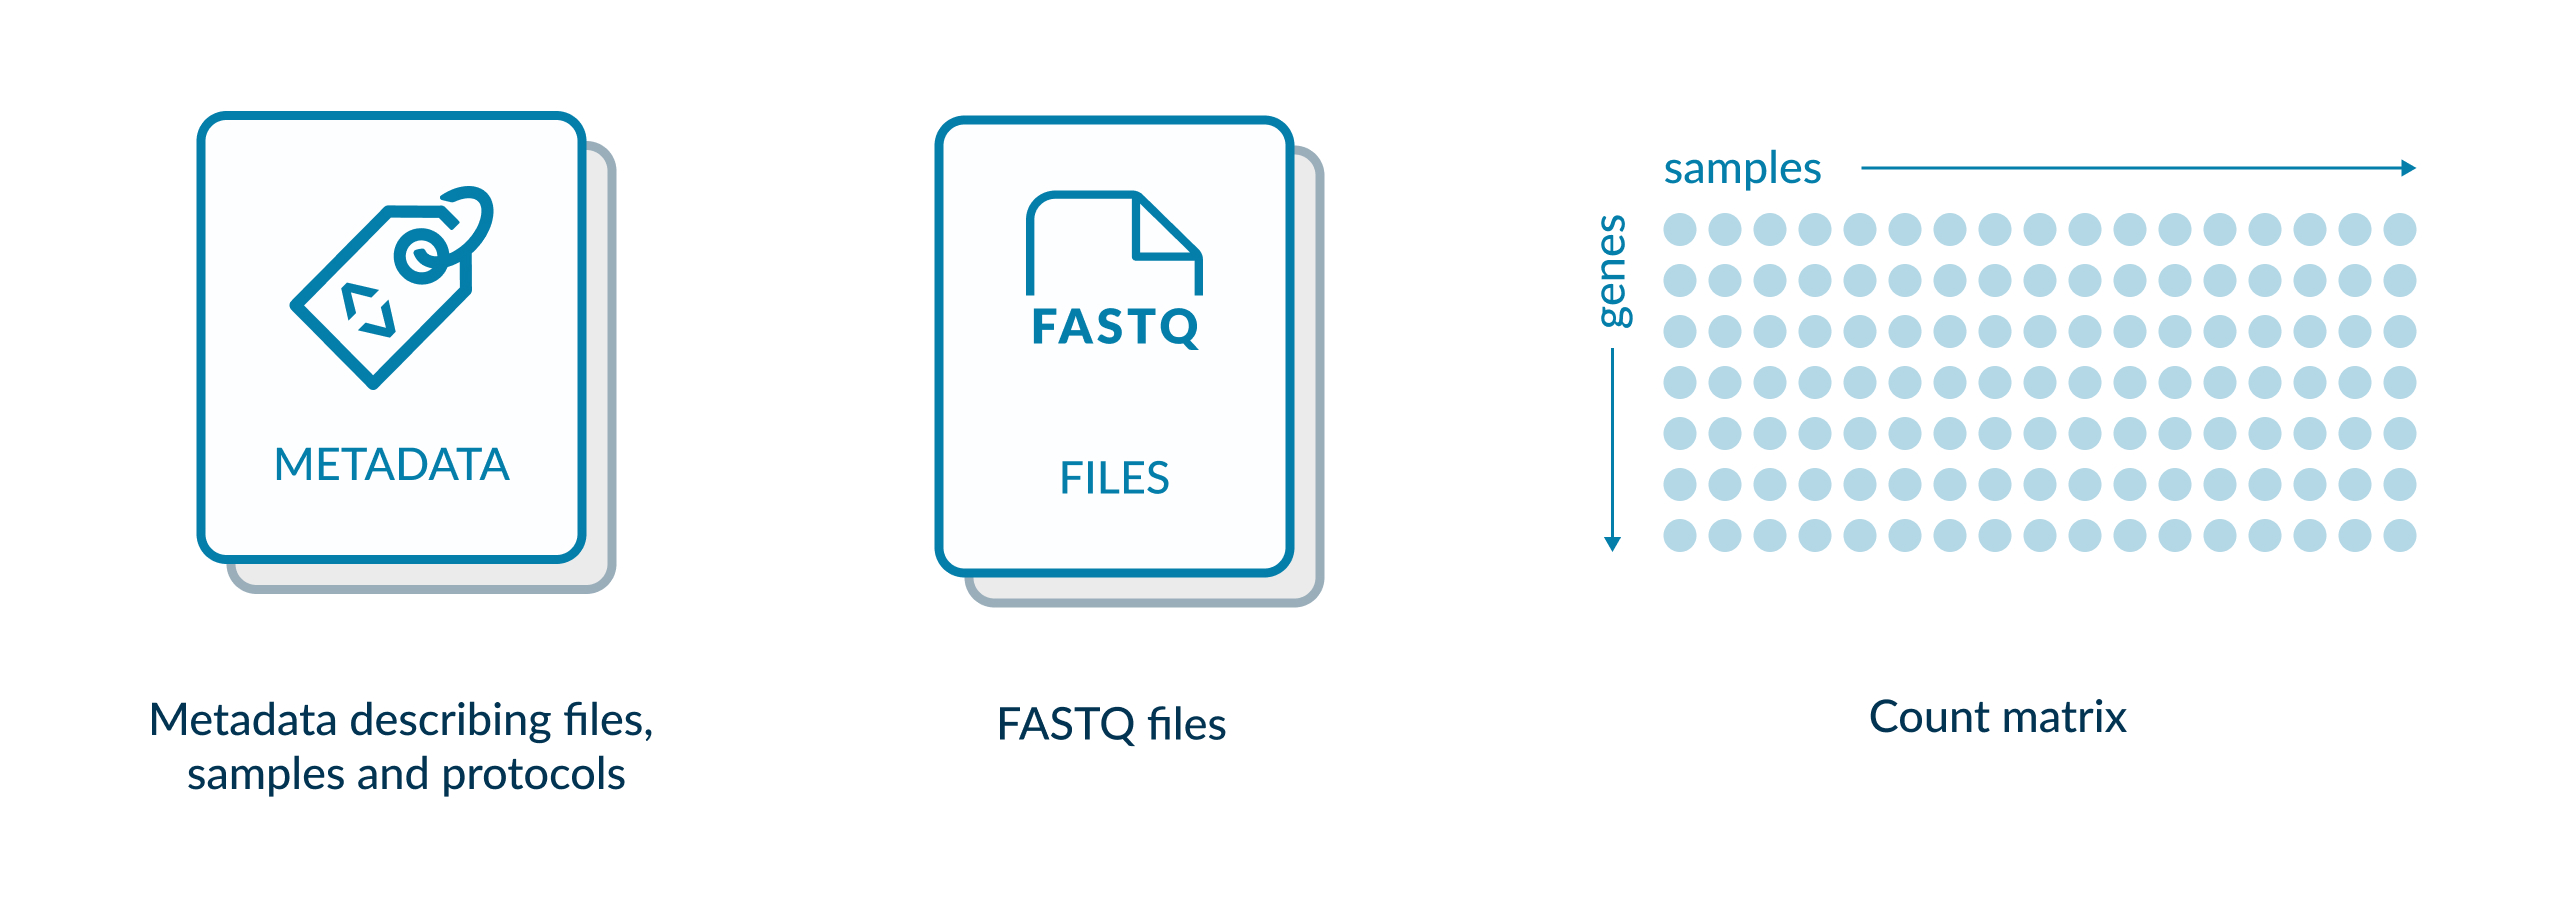 METADATA
Metadata describing files,
samples and protocols
FASTQ
FILES
FASTQ files
samples
genes
Count matrix